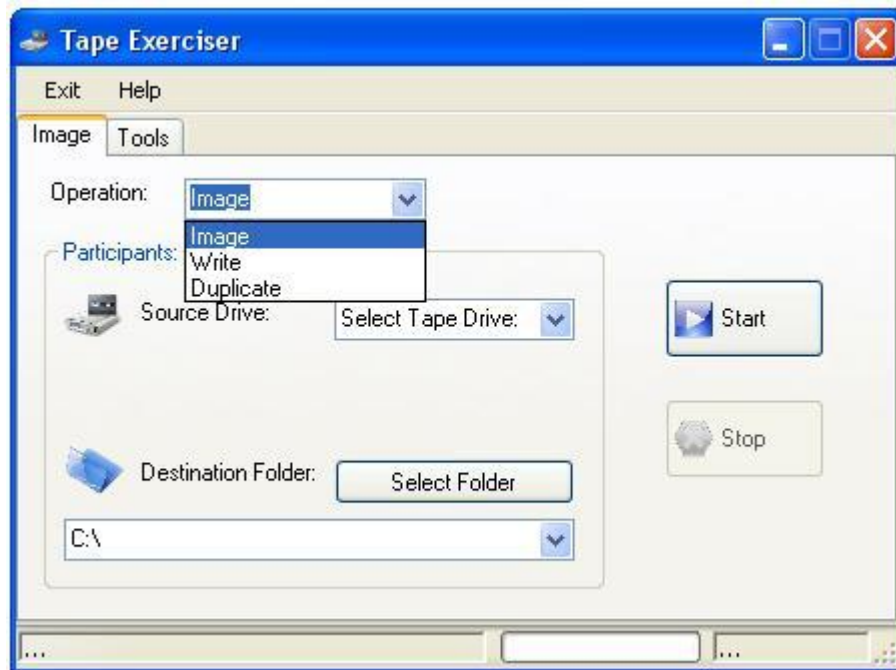 Tape Exerciser
Exit Help
Image Tools
Operation: Image
Image
Write
Duplicate
Participants:
Source Drive: Select Tape Drive:
Start
Stop
Destination Folder: Select Folder
C:\
... ...